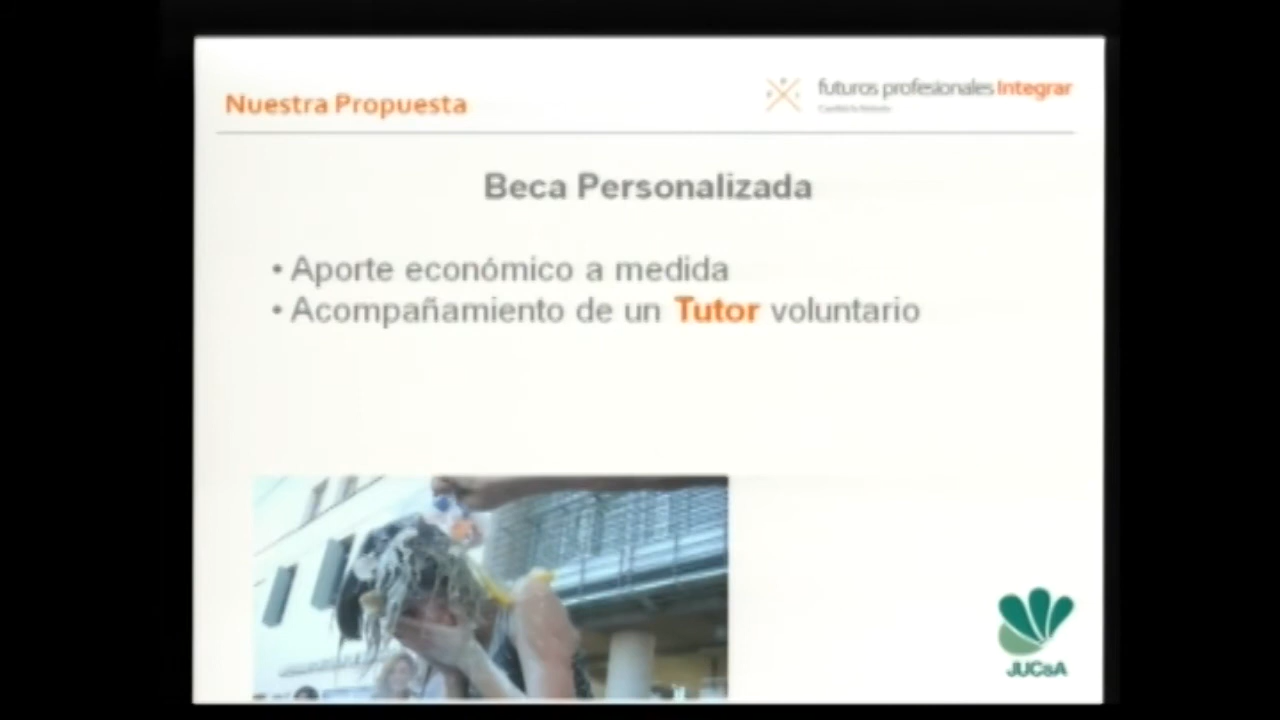 Nuestra Propuesta
futuros profesionales Integrar
Beca Personalizada
• Aporte económico a medida
• Acompañamiento de un Tutor voluntario
JUCaA